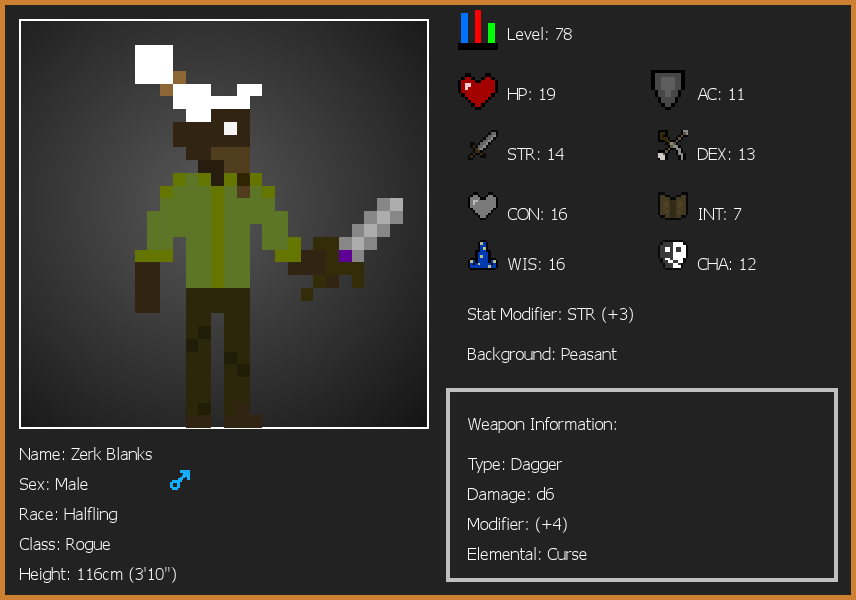 Level: 78
HP: 19
AC: 11
STR: 14
DEX: 13
CON: 16
INT: 7
WIS: 16
CHA: 12
Stat Modifier: STR (+3)
Background: Peasant
Weapon Information:
Type: Dagger
Damage: d6
Modifier: (+4)
Elemental: Curse
Name: Zerk Blanks
Sex: Male
Race: Halfling
Class: Rogue
Height: 116cm (3'10")